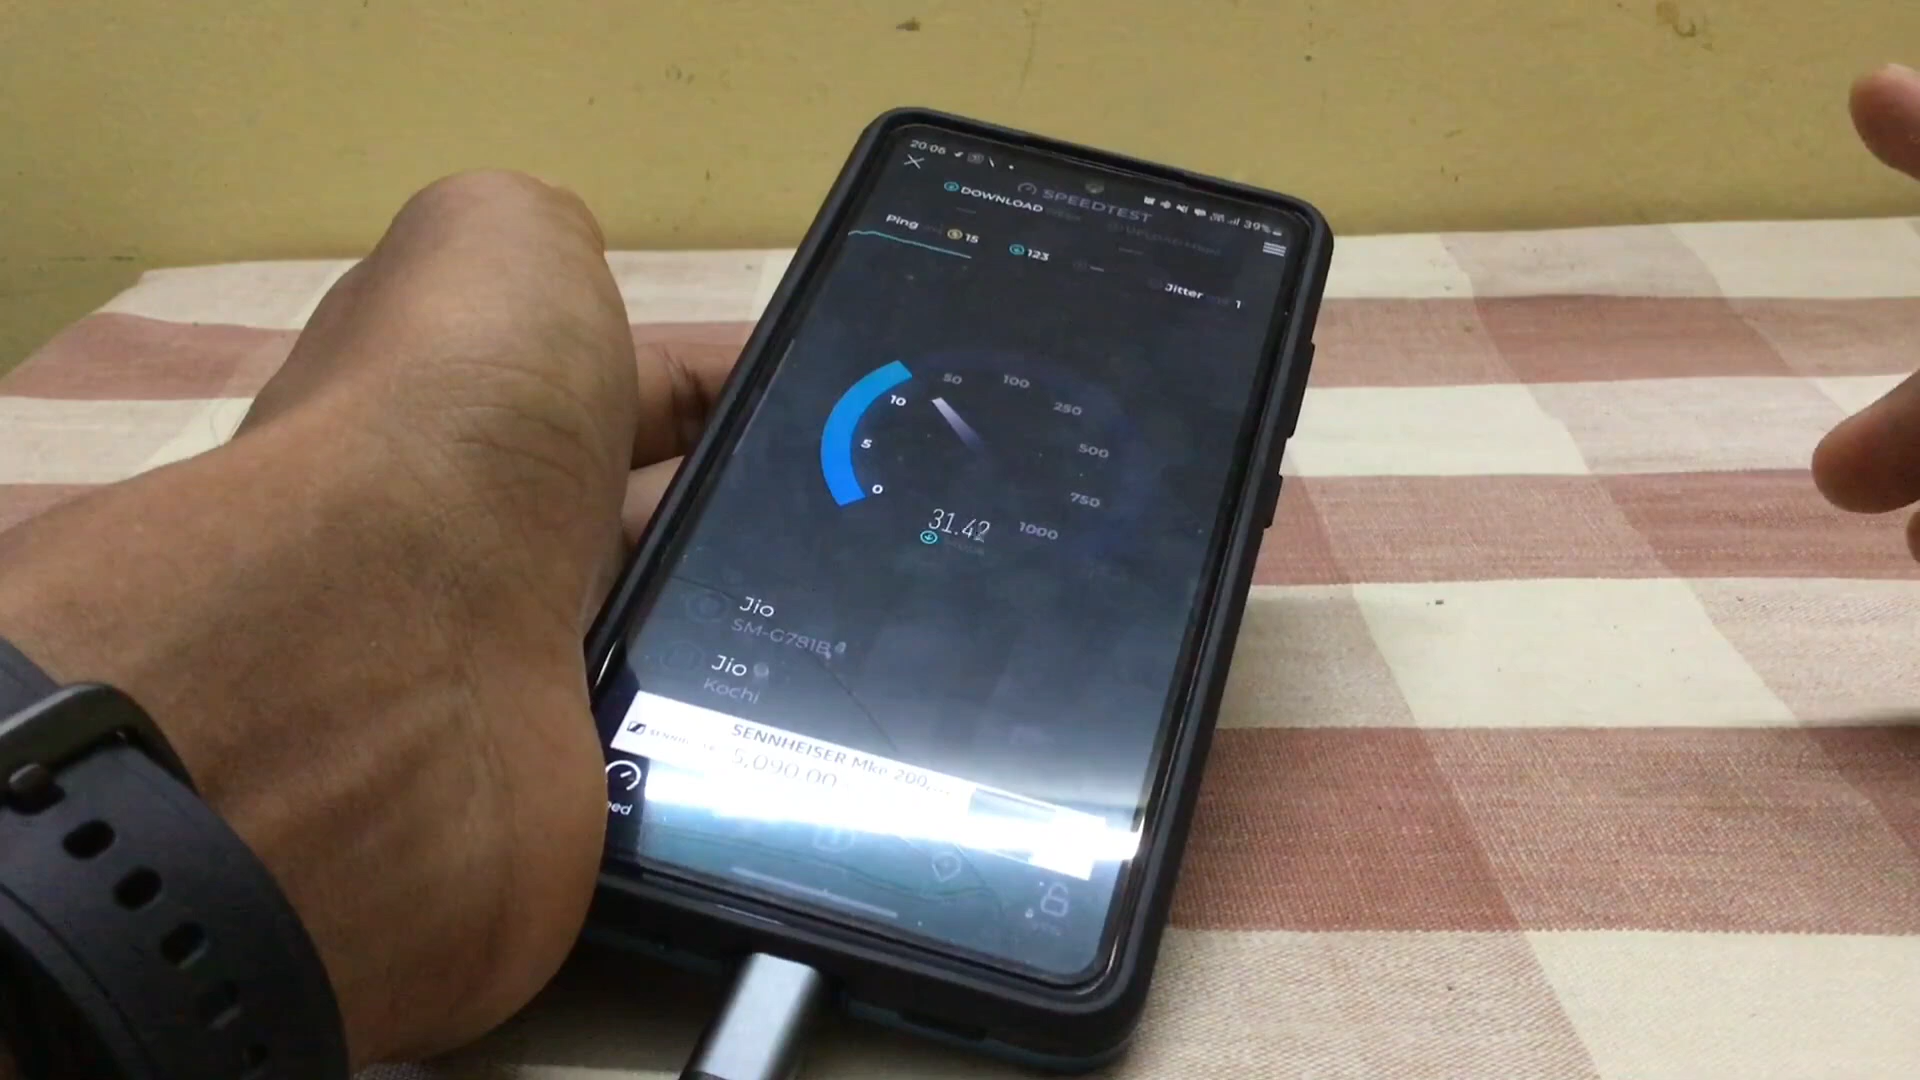 20:06
39%
SPEEDTEST
DOWNLOAD
Ping 15 123
Jitter 1
50 100
10 250
5 500
0 750
1000
31.42
Jio
SM-G781B
Jio
Kochi
SENNHEISER Mke 200,...
5,090.00